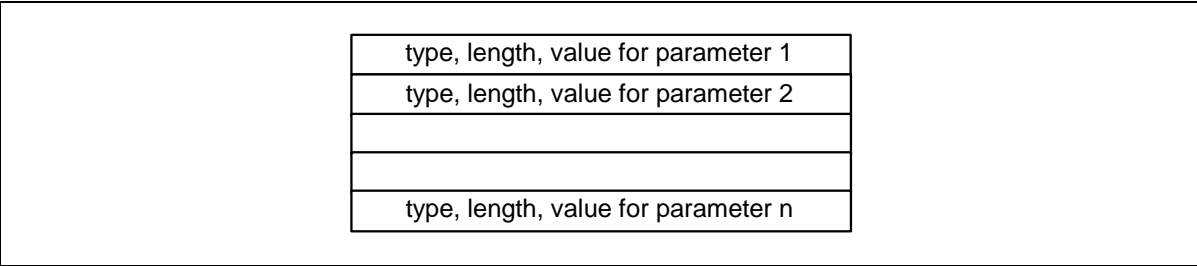 type, length, value for parameter 1
type, length, value for parameter 2
type, length, value for parameter n